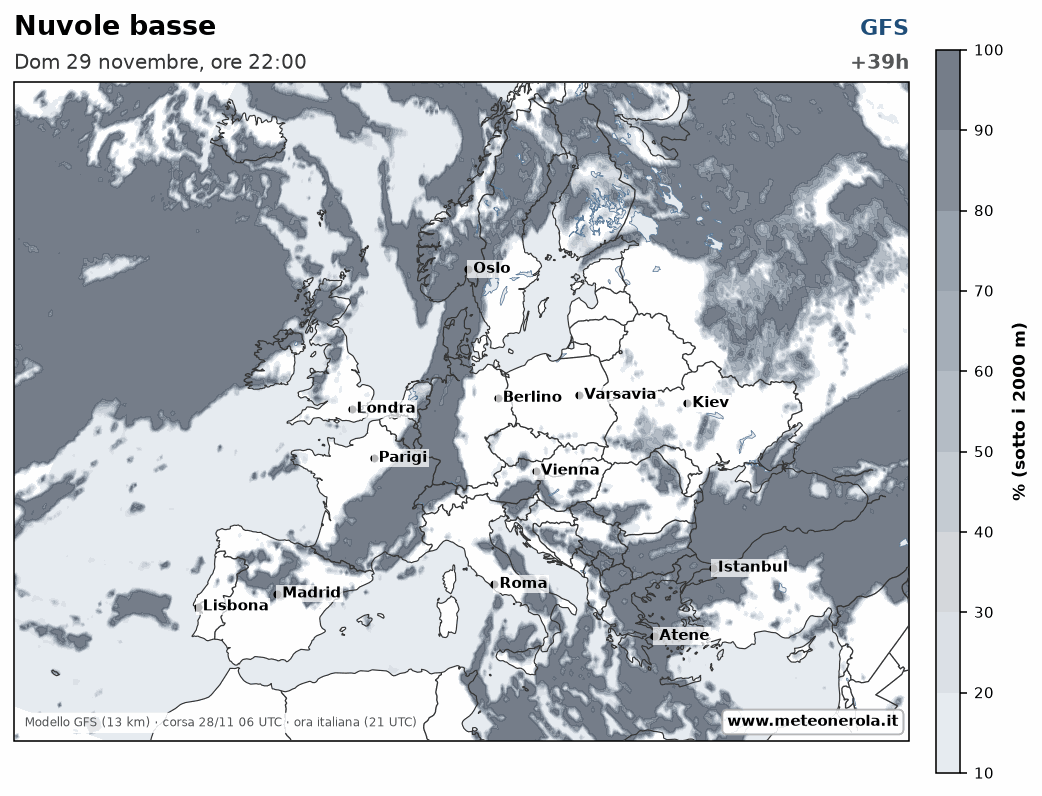 Nuvole basse
GFS
Dom 29 novembre, ore 22:00
+39h
100
90
80
70
60
50
40
30
20
10
% (sotto i 2000 m)
Oslo
Berlino
Varsavia
Kiev
Londra
Parigi
Vienna
Istanbul
Roma
Madrid
Lisbona
Atene
Modello GFS (13 km) · corsa 28/11 06 UTC · ora italiana (21 UTC)
www.meteonerola.it